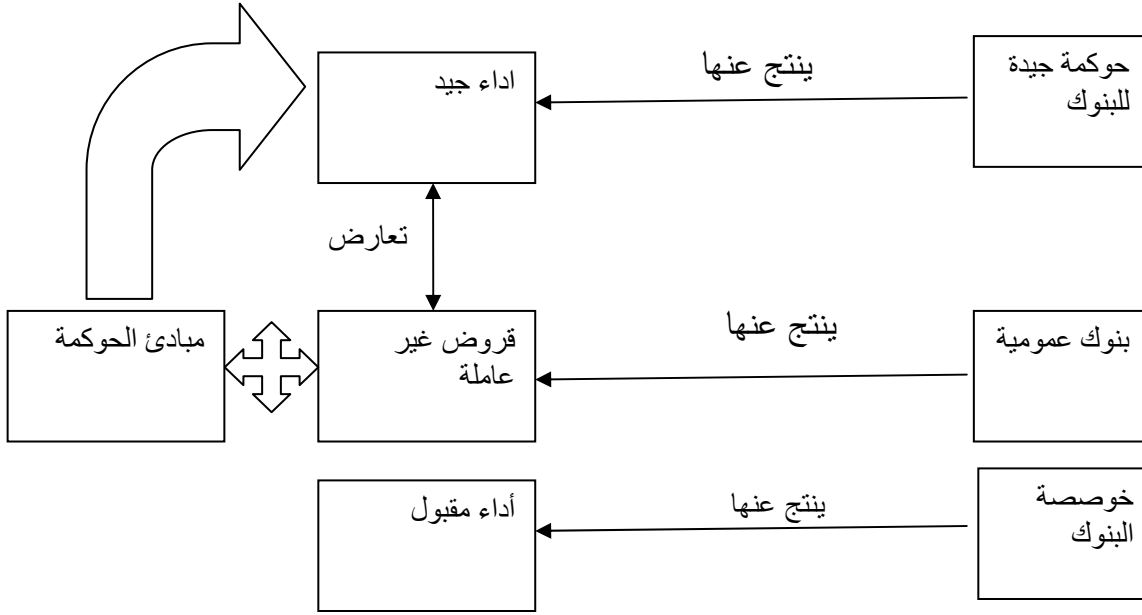 حوكمة جيدة
للبنوك
ينتج عنها
اداء جيد
تعارض
بنوك عمومية
ينتج عنها
قروض غير
عاملة
مبادئ الحوكمة
خوصصة
البنوك
ينتج عنها
أداء مقبول